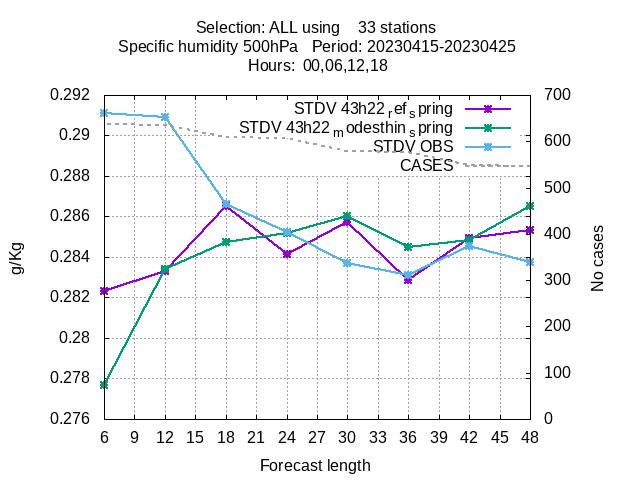 Selection: ALL using    33 stations
Specific humidity 500hPa   Period: 20230415-20230425
Hours:  00,06,12,18
STDV 43h22 ref spring
STDV 43h22 modesthin spring
STDV OBS
CASES
0.292
0.29
0.288
0.286
0.284
0.282
0.28
0.278
0.276
700
600
500
400
300
200
100
0
g/Kg
No cases
6 9 12 15 18 21 24 27 30 33 36 39 42 45 48
Forecast length